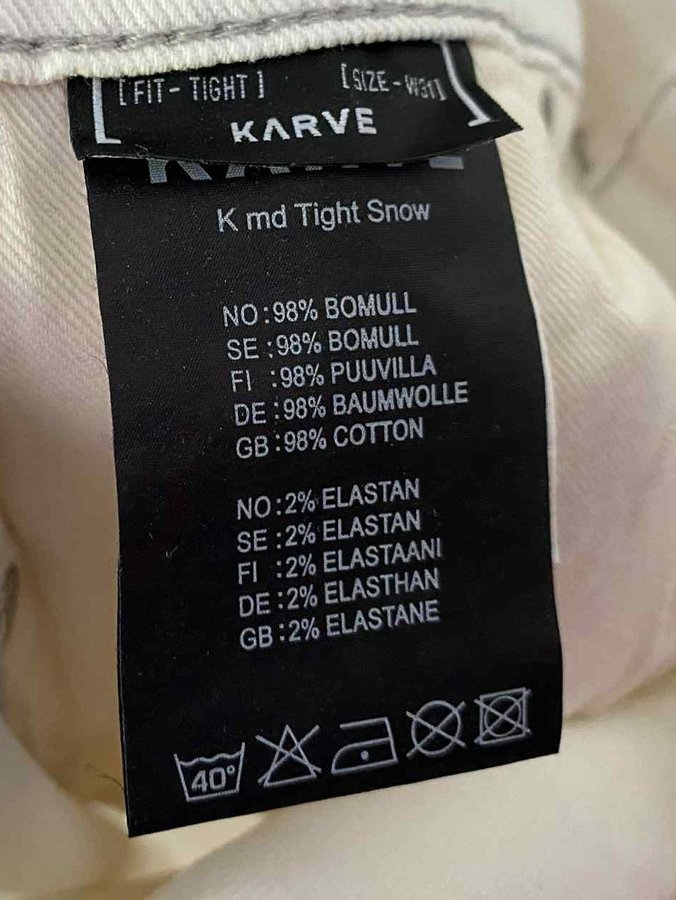 [FIT - TIGHT] [SIZE - W31]
KARVE
KARVE
K md Tight Snow
NO :98% BOMULL
SE :98% BOMULL
FI :98% PUUVILLA
DE :98% BAUMWOLLE
GB :98% COTTON
NO :2% ELASTAN
SE :2% ELASTAN
FI :2% ELASTAANI
DE :2% ELASTHAN
GB :2% ELASTANE
40°